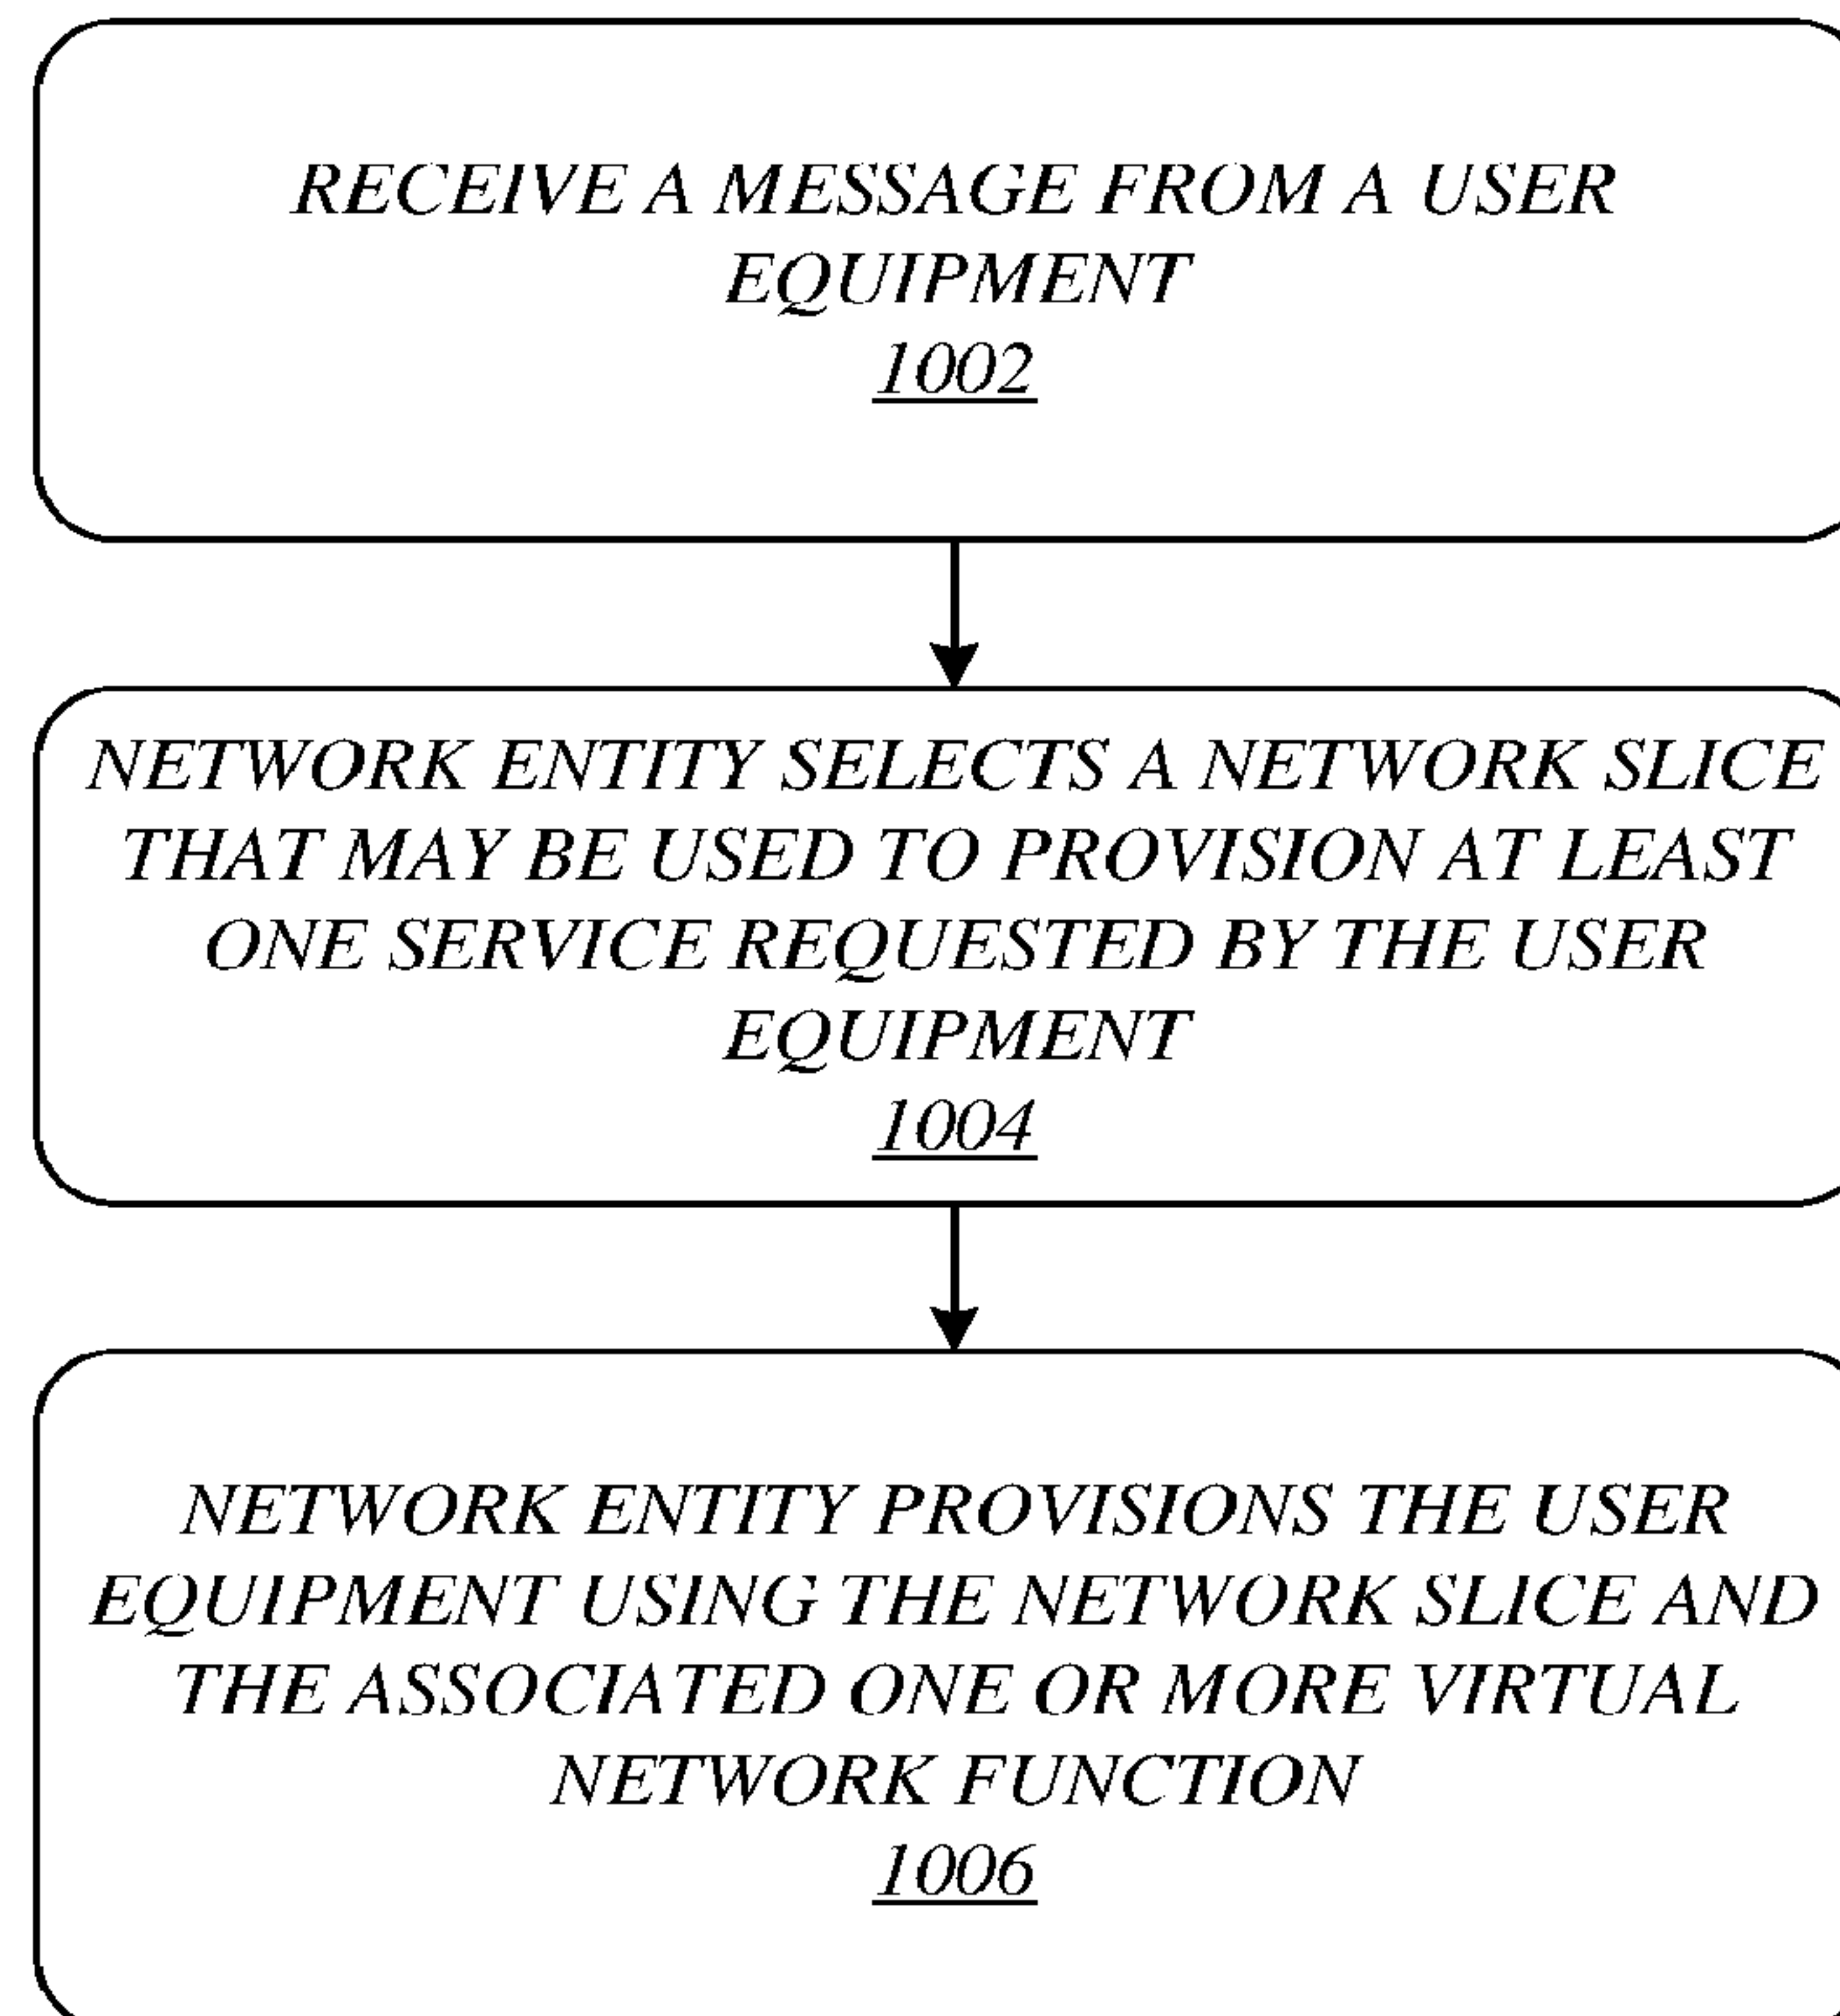 RECEIVE A MESSAGE FROM A USER
EQUIPMENT
1002
NETWORK ENTITY SELECTS A NETWORK SLICE
THAT MAY BE USED TO PROVISION AT LEAST
ONE SERVICE REQUESTED BY THE USER
EQUIPMENT
1004
NETWORK ENTITY PROVISIONS THE USER
EQUIPMENT USING THE NETWORK SLICE AND
THE ASSOCIATED ONE OR MORE VIRTUAL
NETWORK FUNCTION
1006